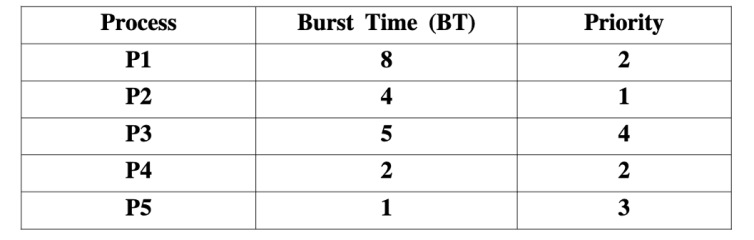 Process Burst Time (BT) Priority
P1 8 2
P2 4 1
P3 5 4
P4 2 2
P5 1 3